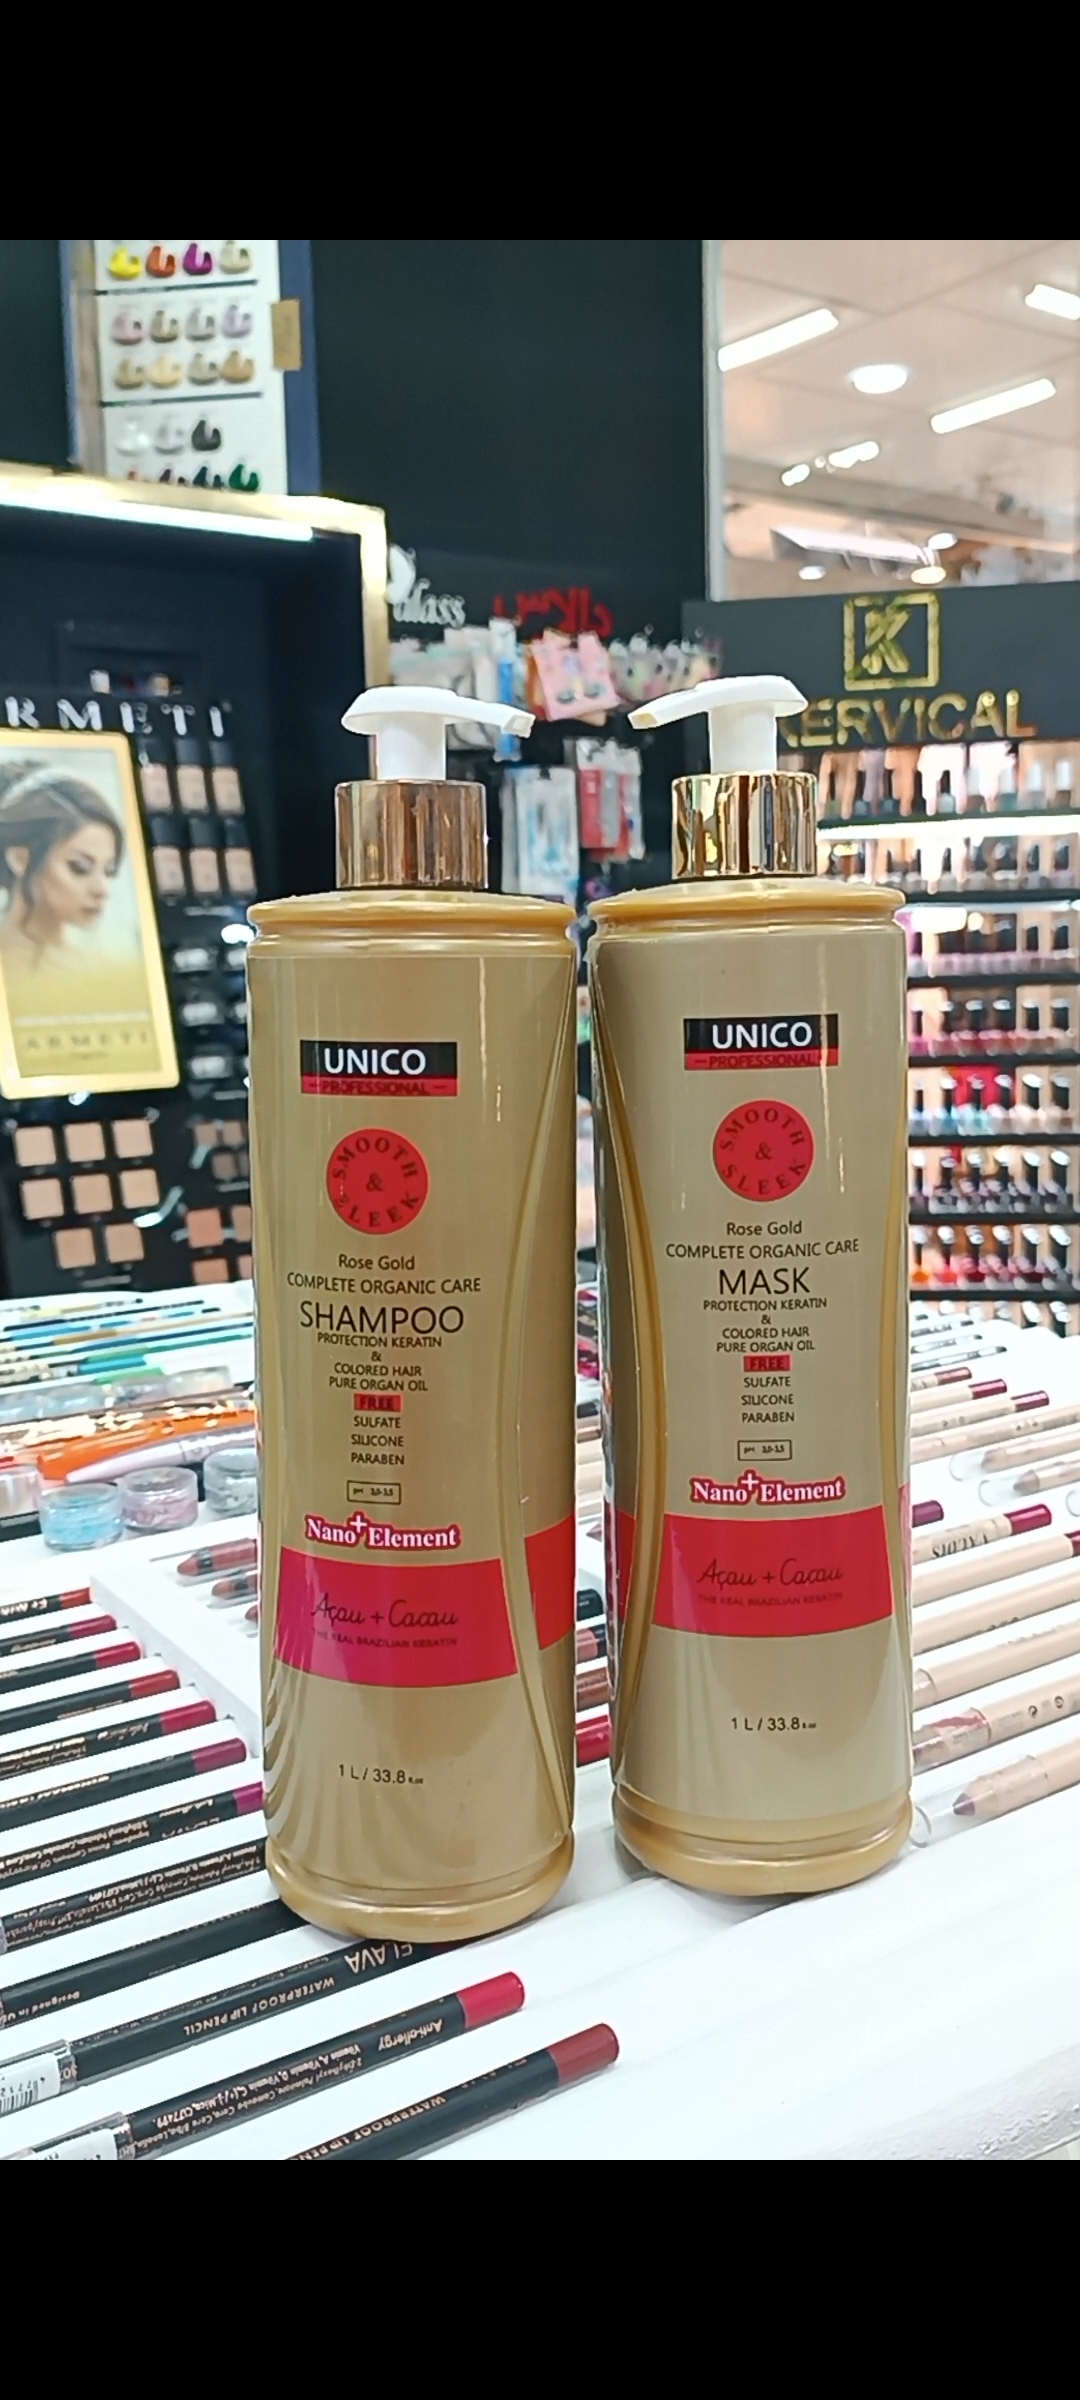 دالاس
KERVICAL
UNICO
PROFESSIONAL
SMOOTH
&
SLEEK
Rose Gold
COMPLETE ORGANIC CARE
SHAMPOO
PROTECTION KERATIN
&
COLORED HAIR
PURE ORGAN OIL
FREE
SULFATE
SILICONE
PARABEN
Nano+Element
Açau + Cacau
THE REAL BRAZILIAN KERATIN
1 L / 33.8
UNICO
PROFESSIONAL
SMOOTH
&
SLEEK
Rose Gold
COMPLETE ORGANIC CARE
MASK
PROTECTION KERATIN
&
COLORED HAIR
PURE ORGAN OIL
FREE
SULFATE
SILICONE
PARABEN
Nano+Element
Açau + Cacau
THE REAL BRAZILIAN KERATIN
1 L / 33.8
ARMETI
ELAVA
WATERPROOF LIP PENCIL
Anti-allergy